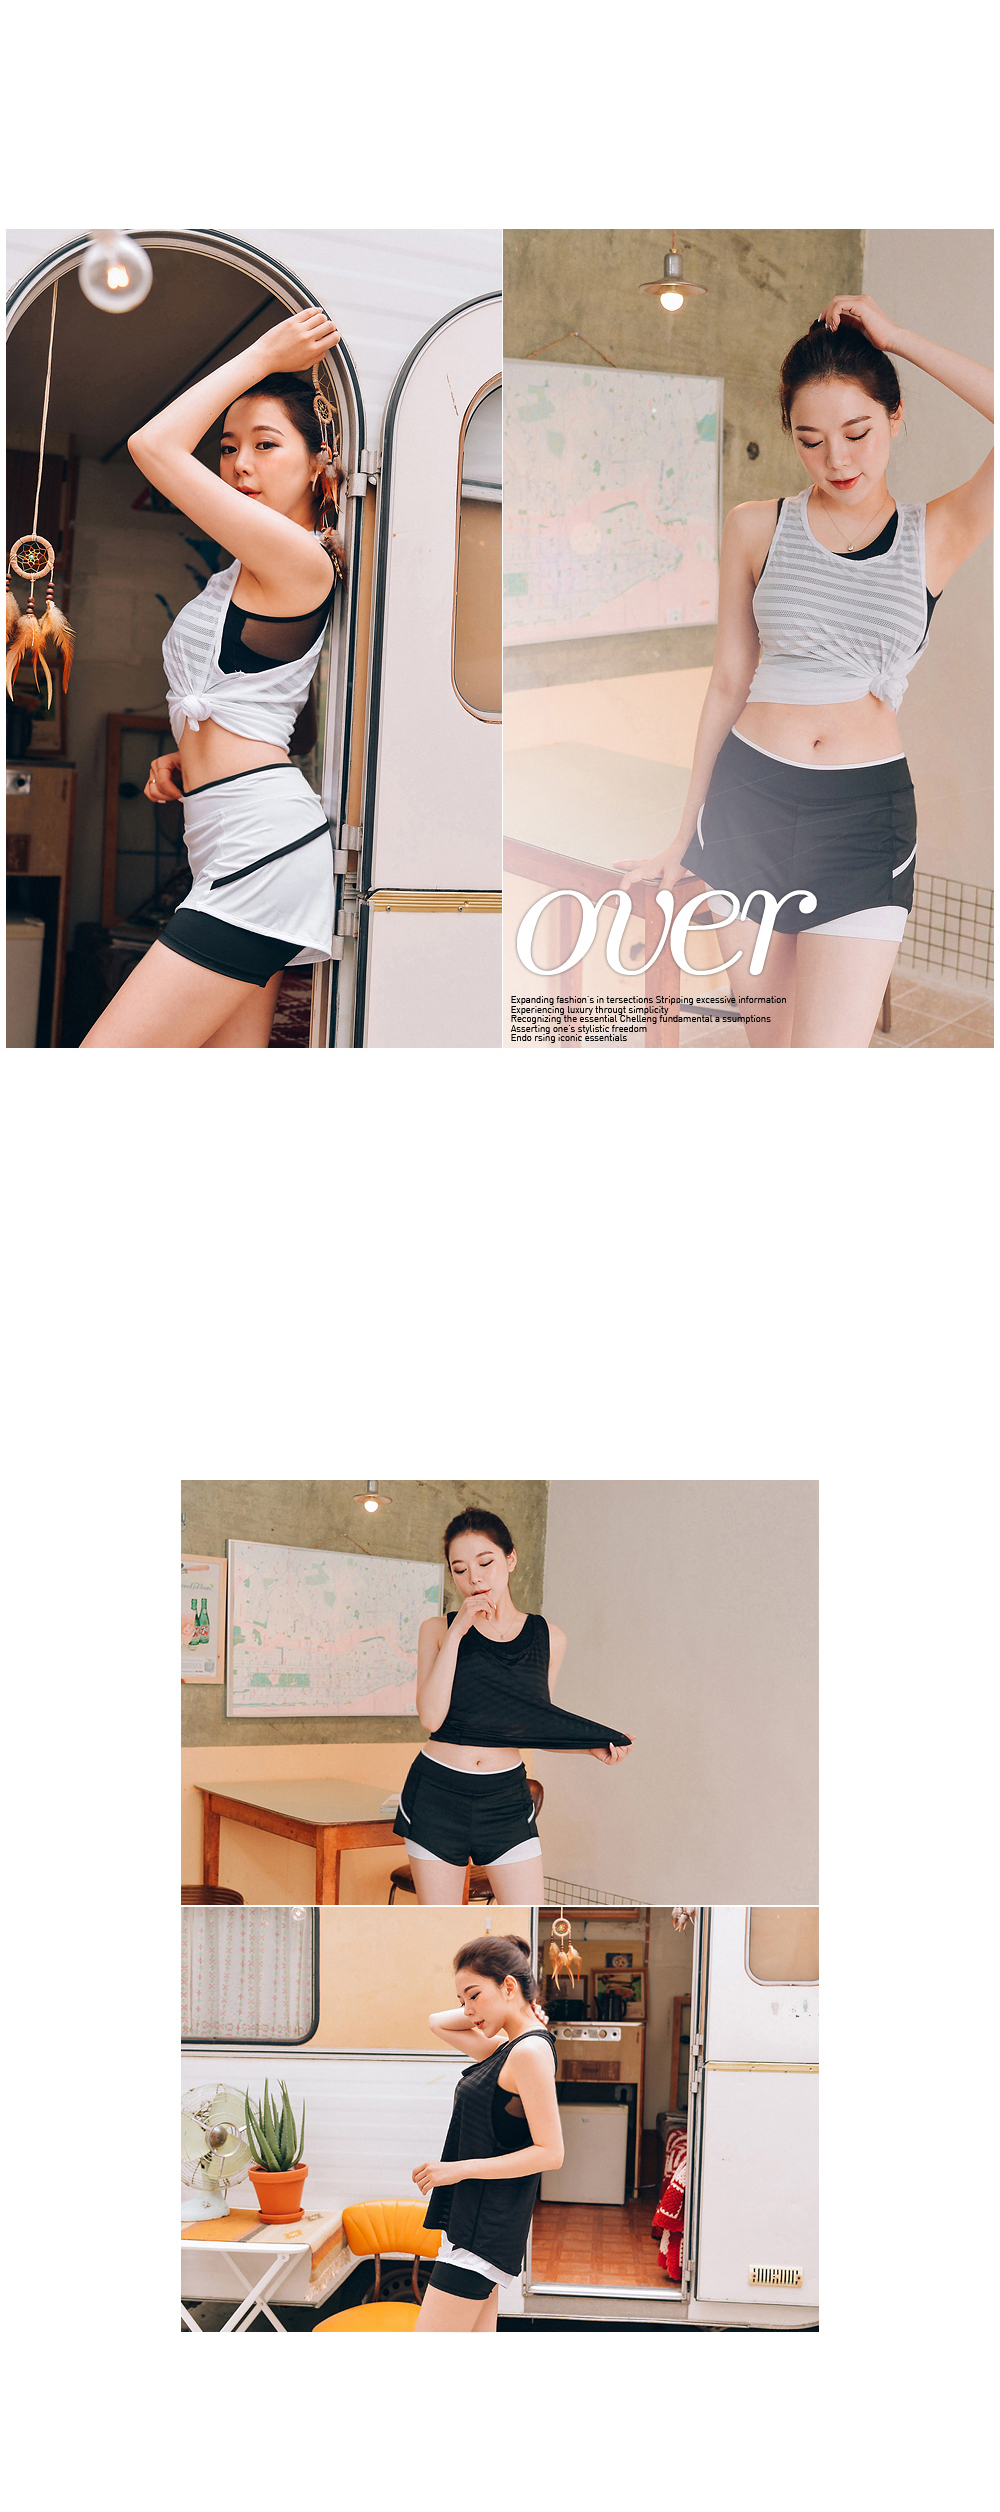 over
Expanding fashion's in tersections Stripping excessive information
Experiencing luxury througt simplicity
Recognizing the essential Chelleng fundamental a ssumptions
Asserting one's stylistic freedom
Endo rsing iconic essentials